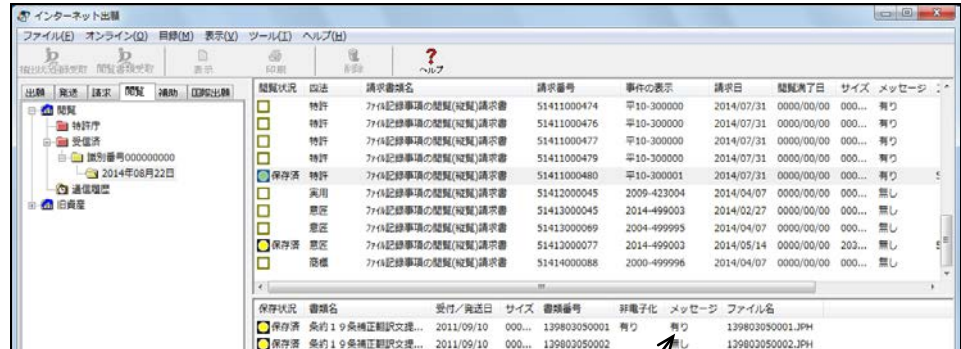 インターネット出願
ファイル(F) オンライン(O) 目録(M) 表示(V) ツール(T) ヘルプ(H)
閲覧書類受取 表示 印刷 削除 ヘルプ
出願 発送 請求 閲覧 補助 国際出願
閲覧
特許庁
受信済
識別番号000000000
2014年08月22日
通信履歴
旧資産
閲覧状況 四法 請求書類名 請求番号 事件の表示 請求日 閲覧満了日 サイズ メッセージ
特許 ファイル記録事項の閲覧(縦覧)請求書 51411000474 平10-300000 2014/07/31 0000/00/00 000... 有り
特許 ファイル記録事項の閲覧(縦覧)請求書 51411000476 平10-300000 2014/07/31 0000/00/00 000... 有り
特許 ファイル記録事項の閲覧(縦覧)請求書 51411000477 平10-300000 2014/07/31 0000/00/00 000... 有り
特許 ファイル記録事項の閲覧(縦覧)請求書 51411000479 平10-300000 2014/07/31 0000/00/00 000... 有り
保存済 特許 ファイル記録事項の閲覧(縦覧)請求書 51411000480 平10-300001 2014/07/31 0000/00/00 000... 有り
実用 ファイル記録事項の閲覧(縦覧)請求書 51412000045 2009-423004 2014/04/07 0000/00/00 000... 無し
意匠 ファイル記録事項の閲覧(縦覧)請求書 51413000045 2014-499003 2014/02/27 0000/00/00 000... 無し
意匠 ファイル記録事項の閲覧(縦覧)請求書 51413000069 2004-499995 2014/04/07 0000/00/00 000... 無し
保存済 意匠 ファイル記録事項の閲覧(縦覧)請求書 51413000077 2014-499003 2014/05/14 0000/00/00 203... 無し
商標 ファイル記録事項の閲覧(縦覧)請求書 51414000088 2000-499996 2014/04/07 0000/00/00 000... 無し
保存状況 書類名 受付/発送日 サイズ 書類番号 非電子化 メッセージ ファイル名
保存済 条約19条補正翻訳文提... 2011/09/10 000... 139803050001 有り 有り 139803050001.JPH
保存済 条約19条補正翻訳文提... 2011/09/10 000... 139803050002 無し 139803050002.JPH